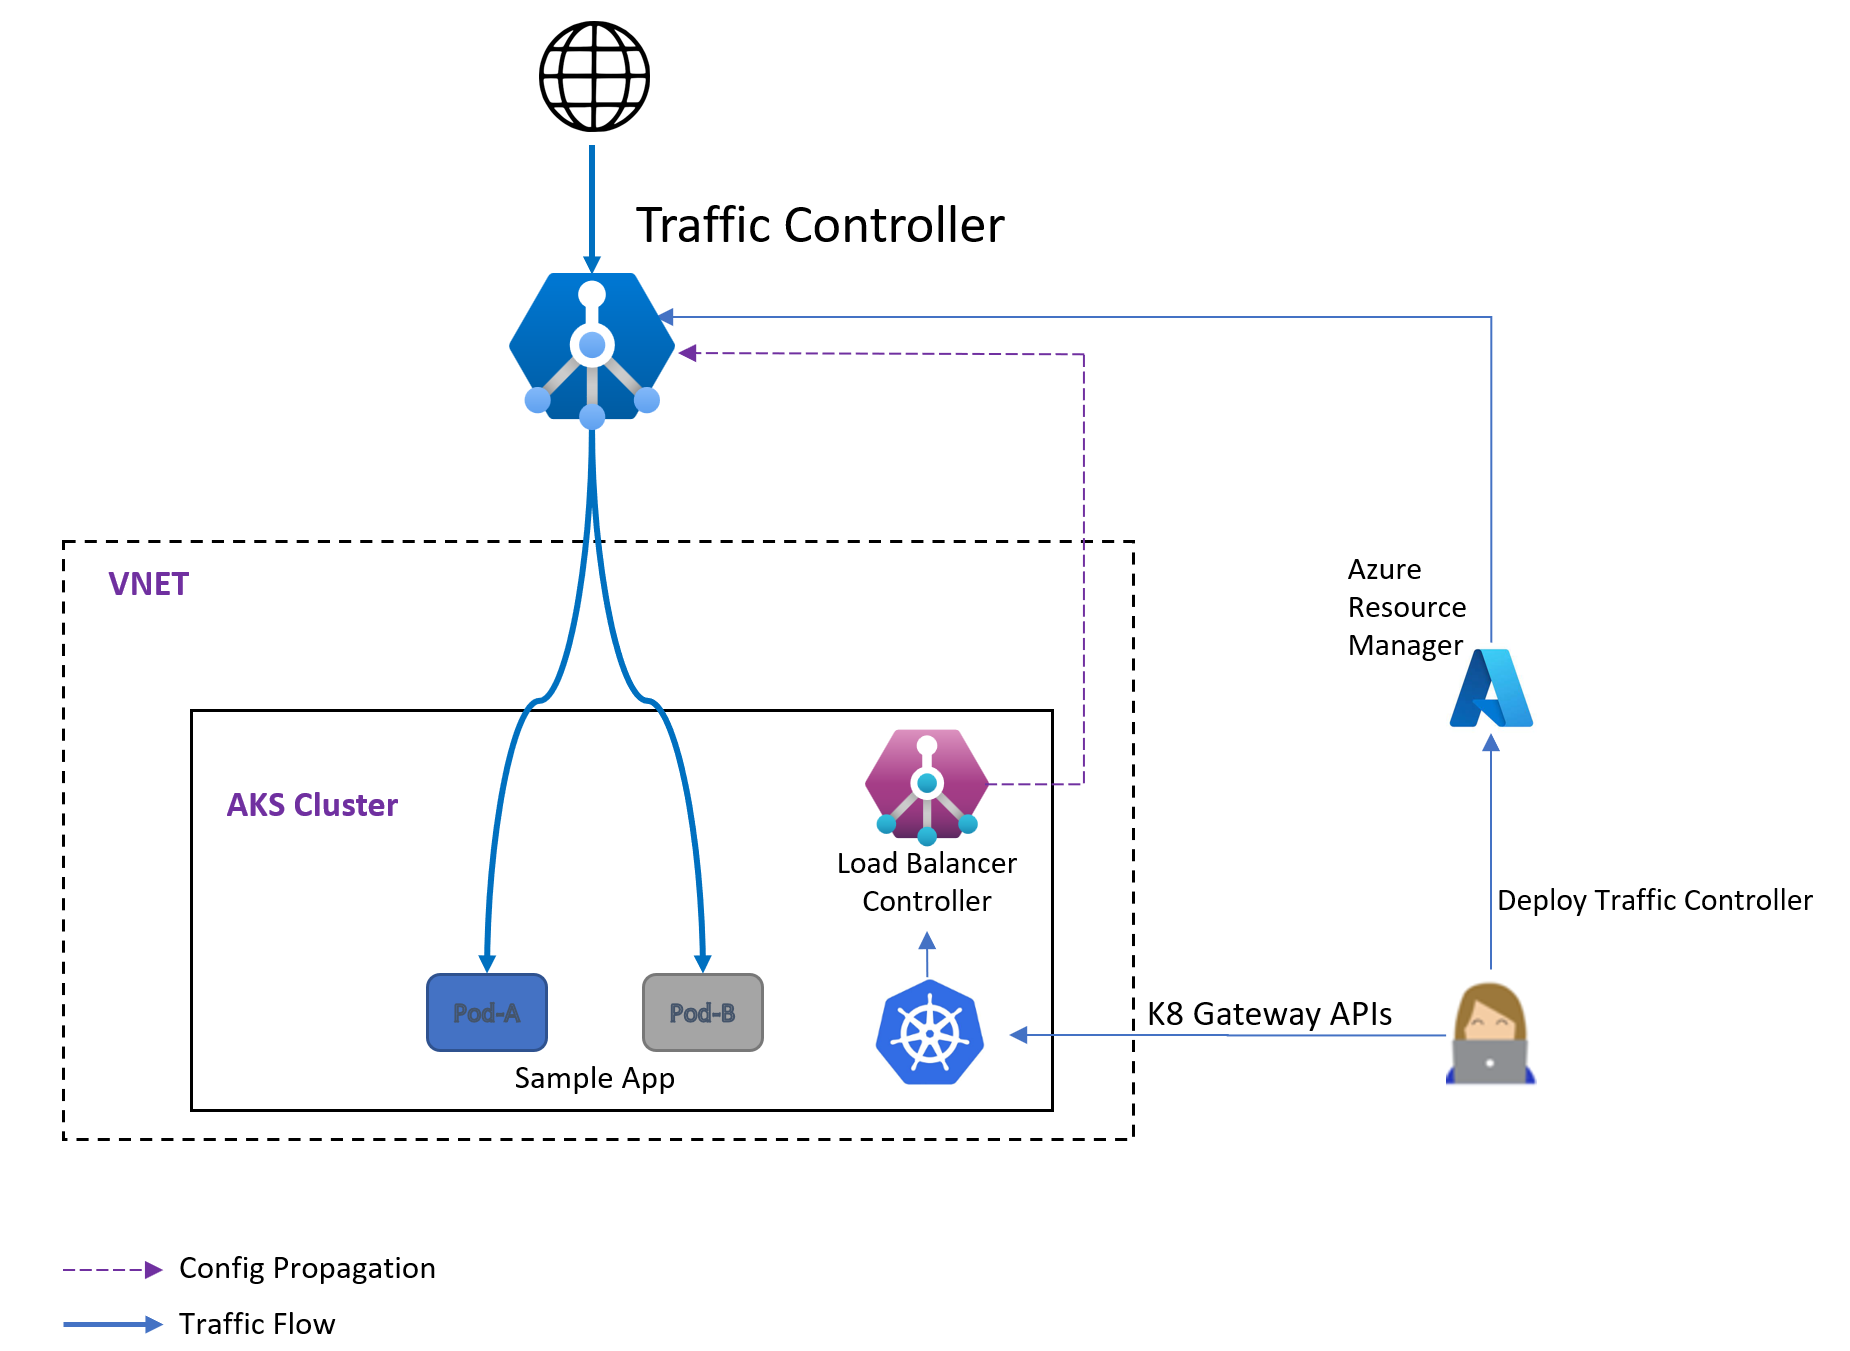 Traffic Controller
VNET
Azure
Resource
Manager
AKS Cluster
Load Balancer
Controller
Deploy Traffic Controller
Pod-A
Pod-B
K8 Gateway APIs
Sample App
Config Propagation
Traffic Flow